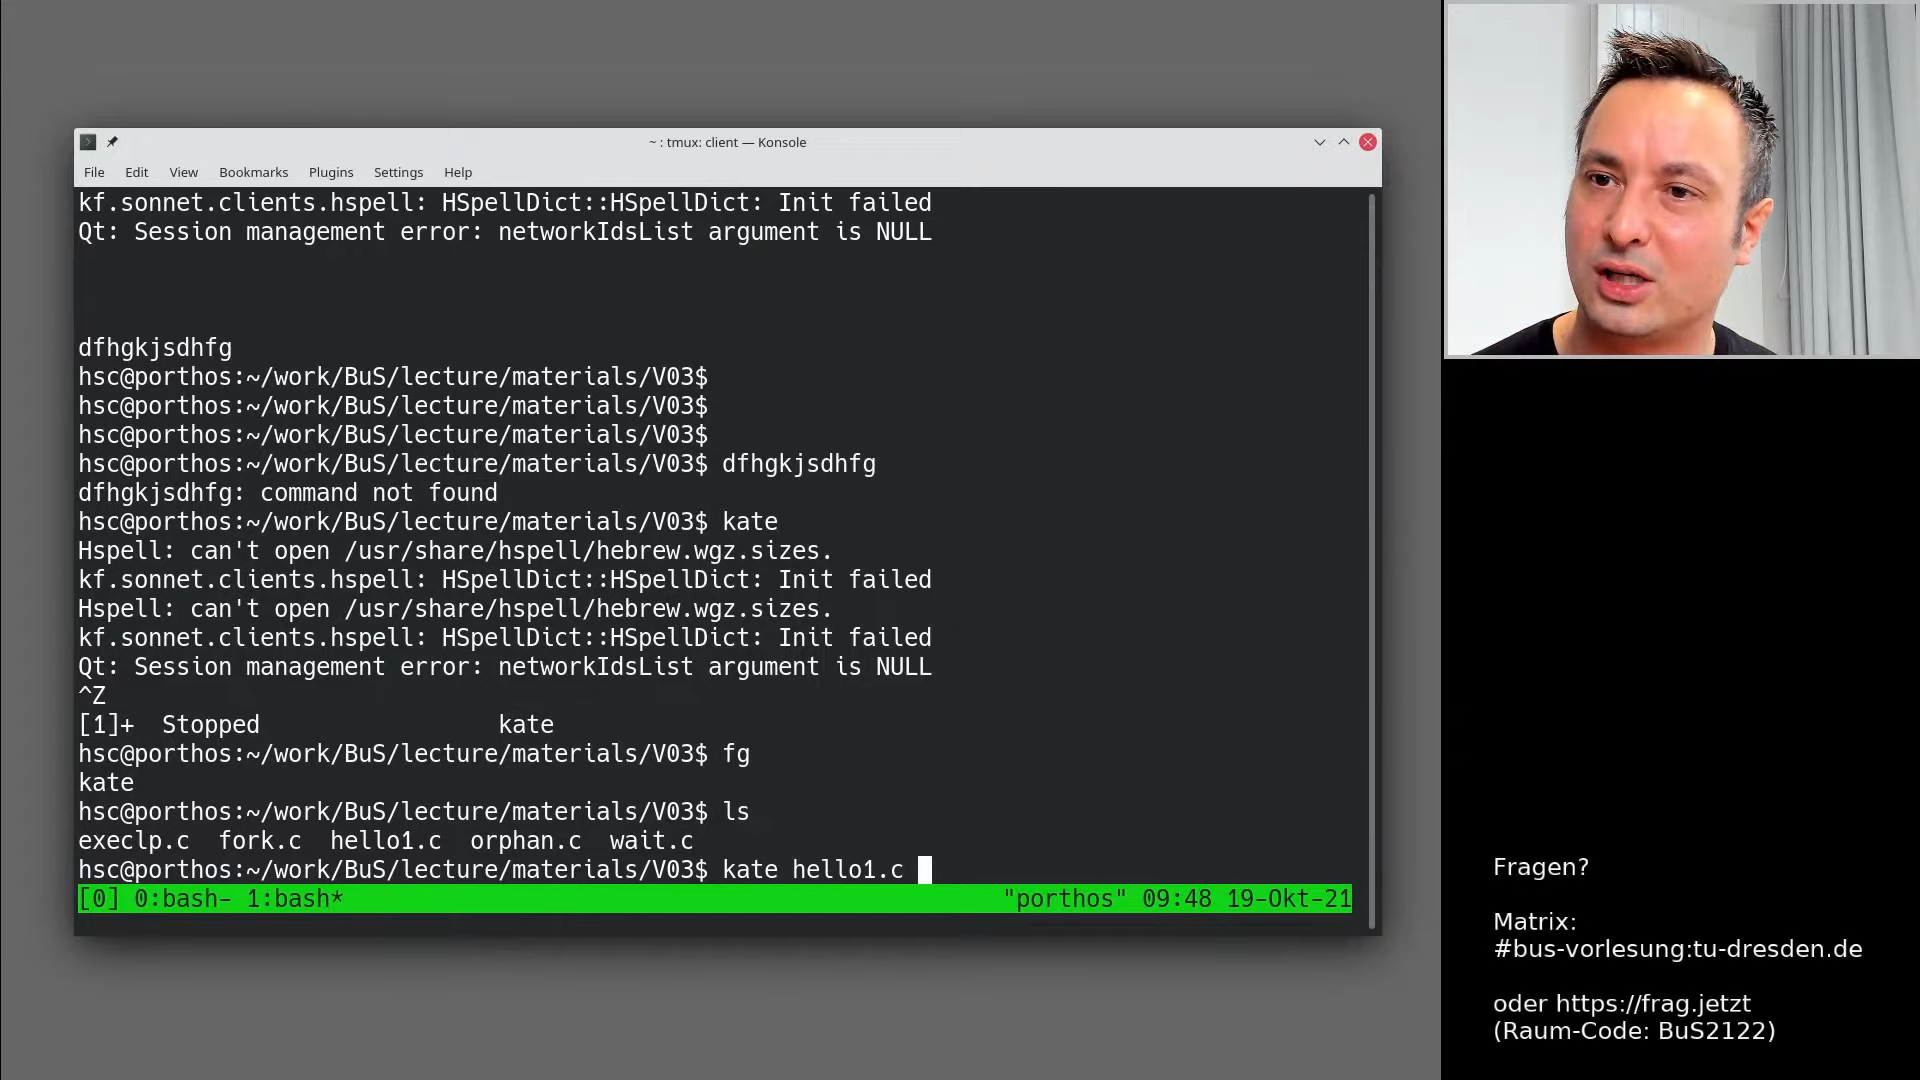 ~ : tmux: client — Konsole
File Edit View Bookmarks Plugins Settings Help
kf.sonnet.clients.hspell: HSpellDict::HSpellDict: Init failed
Qt: Session management error: networkIdsList argument is NULL
dfhgkjsdhfg
hsc@porthos:~/work/BuS/lecture/materials/V03$
hsc@porthos:~/work/BuS/lecture/materials/V03$
hsc@porthos:~/work/BuS/lecture/materials/V03$
hsc@porthos:~/work/BuS/lecture/materials/V03$ dfhgkjsdhfg
dfhgkjsdhfg: command not found
hsc@porthos:~/work/BuS/lecture/materials/V03$ kate
Hspell: can't open /usr/share/hspell/hebrew.wgz.sizes.
kf.sonnet.clients.hspell: HSpellDict::HSpellDict: Init failed
Hspell: can't open /usr/share/hspell/hebrew.wgz.sizes.
kf.sonnet.clients.hspell: HSpellDict::HSpellDict: Init failed
Qt: Session management error: networkIdsList argument is NULL
^Z
[1]+  Stopped                 kate
hsc@porthos:~/work/BuS/lecture/materials/V03$ fg
kate
hsc@porthos:~/work/BuS/lecture/materials/V03$ ls
execlp.c  fork.c  hello1.c  orphan.c  wait.c
hsc@porthos:~/work/BuS/lecture/materials/V03$ kate hello1.c
[0] 0:bash- 1:bash* "porthos" 09:48 19-Okt-21
Fragen?
Matrix:
#bus-vorlesung:tu-dresden.de
oder https://frag.jetzt
(Raum-Code: BuS2122)